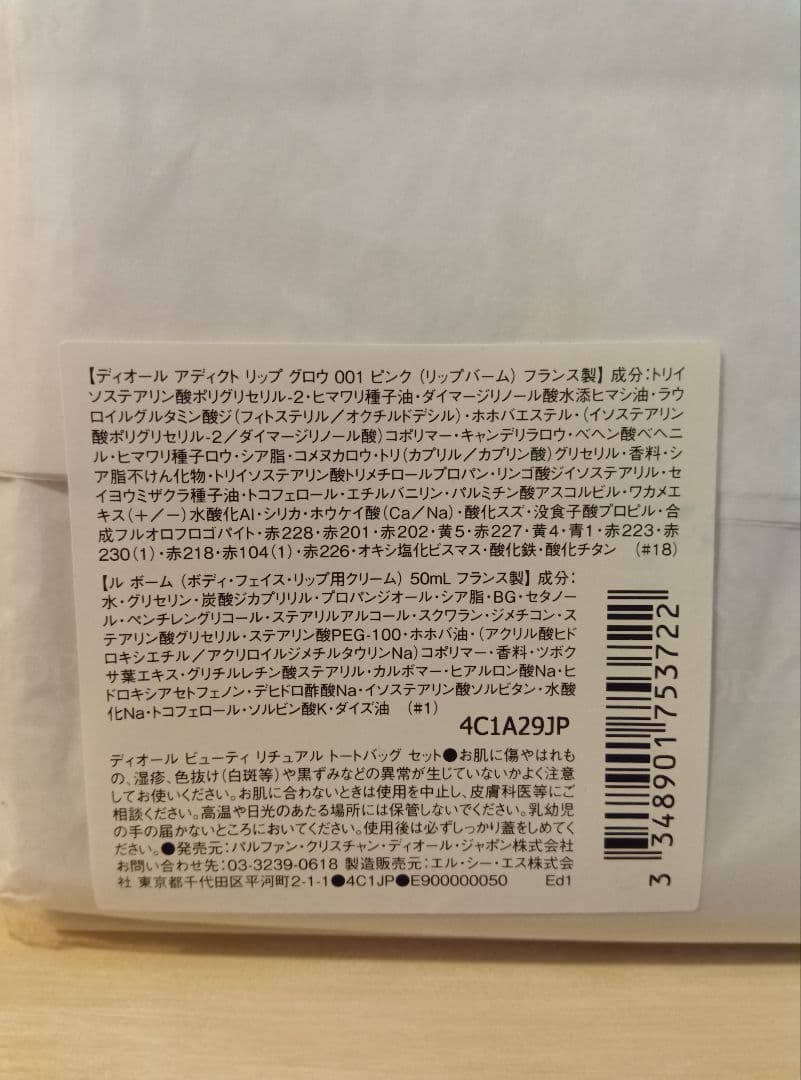 【ディオール アディクト リップ グロウ 001 ピンク (リップバーム) フランス製】 成分:トリイ
ソステアリン酸ポリグリセリル-2・ヒマワリ種子油・ダイマージリノール酸水添ヒマシ油・ラウ
ロイルグルタミン酸ジ(フィトステリル/オクチルドデシル)・ホホバエステル・(イソステアリン
酸ポリグリセリル-2/ダイマージリノール酸)コポリマー・キャンデリラロウ・ベヘン酸ベヘニ
ル・ヒマワリ種子ロウ・シア脂・コメヌカロウ・トリ(カプリル/カプリン酸)グリセリル・香料・シ
ア脂不けん化物・トリイソステアリン酸トリメチロールプロパン・リンゴ酸ジイソステアリル・セ
イヨウミザクラ種子油・トコフェロール・エチルバニリン・パルミチン酸アスコルビル・ワカメエ
キス(+/−)水酸化Al・シリカ・ホウケイ酸(Ca/Na)・酸化スズ・没食子酸プロピル・合
成フルオロフロゴパイト・赤228・赤201・赤202・黄5・赤227・黄4・青1・赤223・赤
230(1)・赤218・赤104(1)・赤226・オキシ塩化ビスマス・酸化鉄・酸化チタン (#18)
【ル ボーム (ボディ・フェイス・リップ用クリーム) 50mL フランス製】 成分:
水・グリセリン・炭酸ジカプリリル・プロパンジオール・シア脂・BG・セタノー
ル・ペンチレングリコール・ステアリルアルコール・スクワラン・ジメチコン・ス
テアリン酸グリセリル・ステアリン酸PEG-100・ホホバ油・(アクリル酸ヒド
ロキシエチル/アクリロイルジメチルタウリンNa)コポリマー・香料・ツボク
サ葉エキス・グリチルレチン酸ステアリル・カルボマー・ヒアルロン酸Na・ヒ
ドロキシアセトフェノン・デヒドロ酢酸Na・イソステアリン酸ソルビタン・水酸
化Na・トコフェロール・ソルビン酸K・ダイズ油 (#1)
4C1A29JP
ディオール ビューティ リチュアル トートバッグ セット●お肌に傷やはれも
の、湿疹、色抜け(白斑等)や黒ずみなどの異常が生じていないかよく注意
してお使いください。お肌に合わないときは使用を中止し、皮膚科医等にご
相談ください。高温や日光のあたる場所には保管しないでください。乳幼児
の手の届かないところにおいてください。使用後は必ずしっかり蓋をしめてく
ださい。●発売元:パルファン・クリスチャン・ディオール・ジャポン株式会社
お問い合わせ先:03-3239-0618 製造販売元:エル・シー・エス株式会
社 東京都千代田区平河町2-1-1●4C1JP●E900000050 Ed1
3 348901 753722